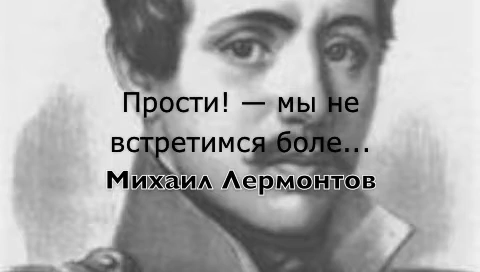 Прости! — мы не
встретимся боле...
Михаил Лермонтов